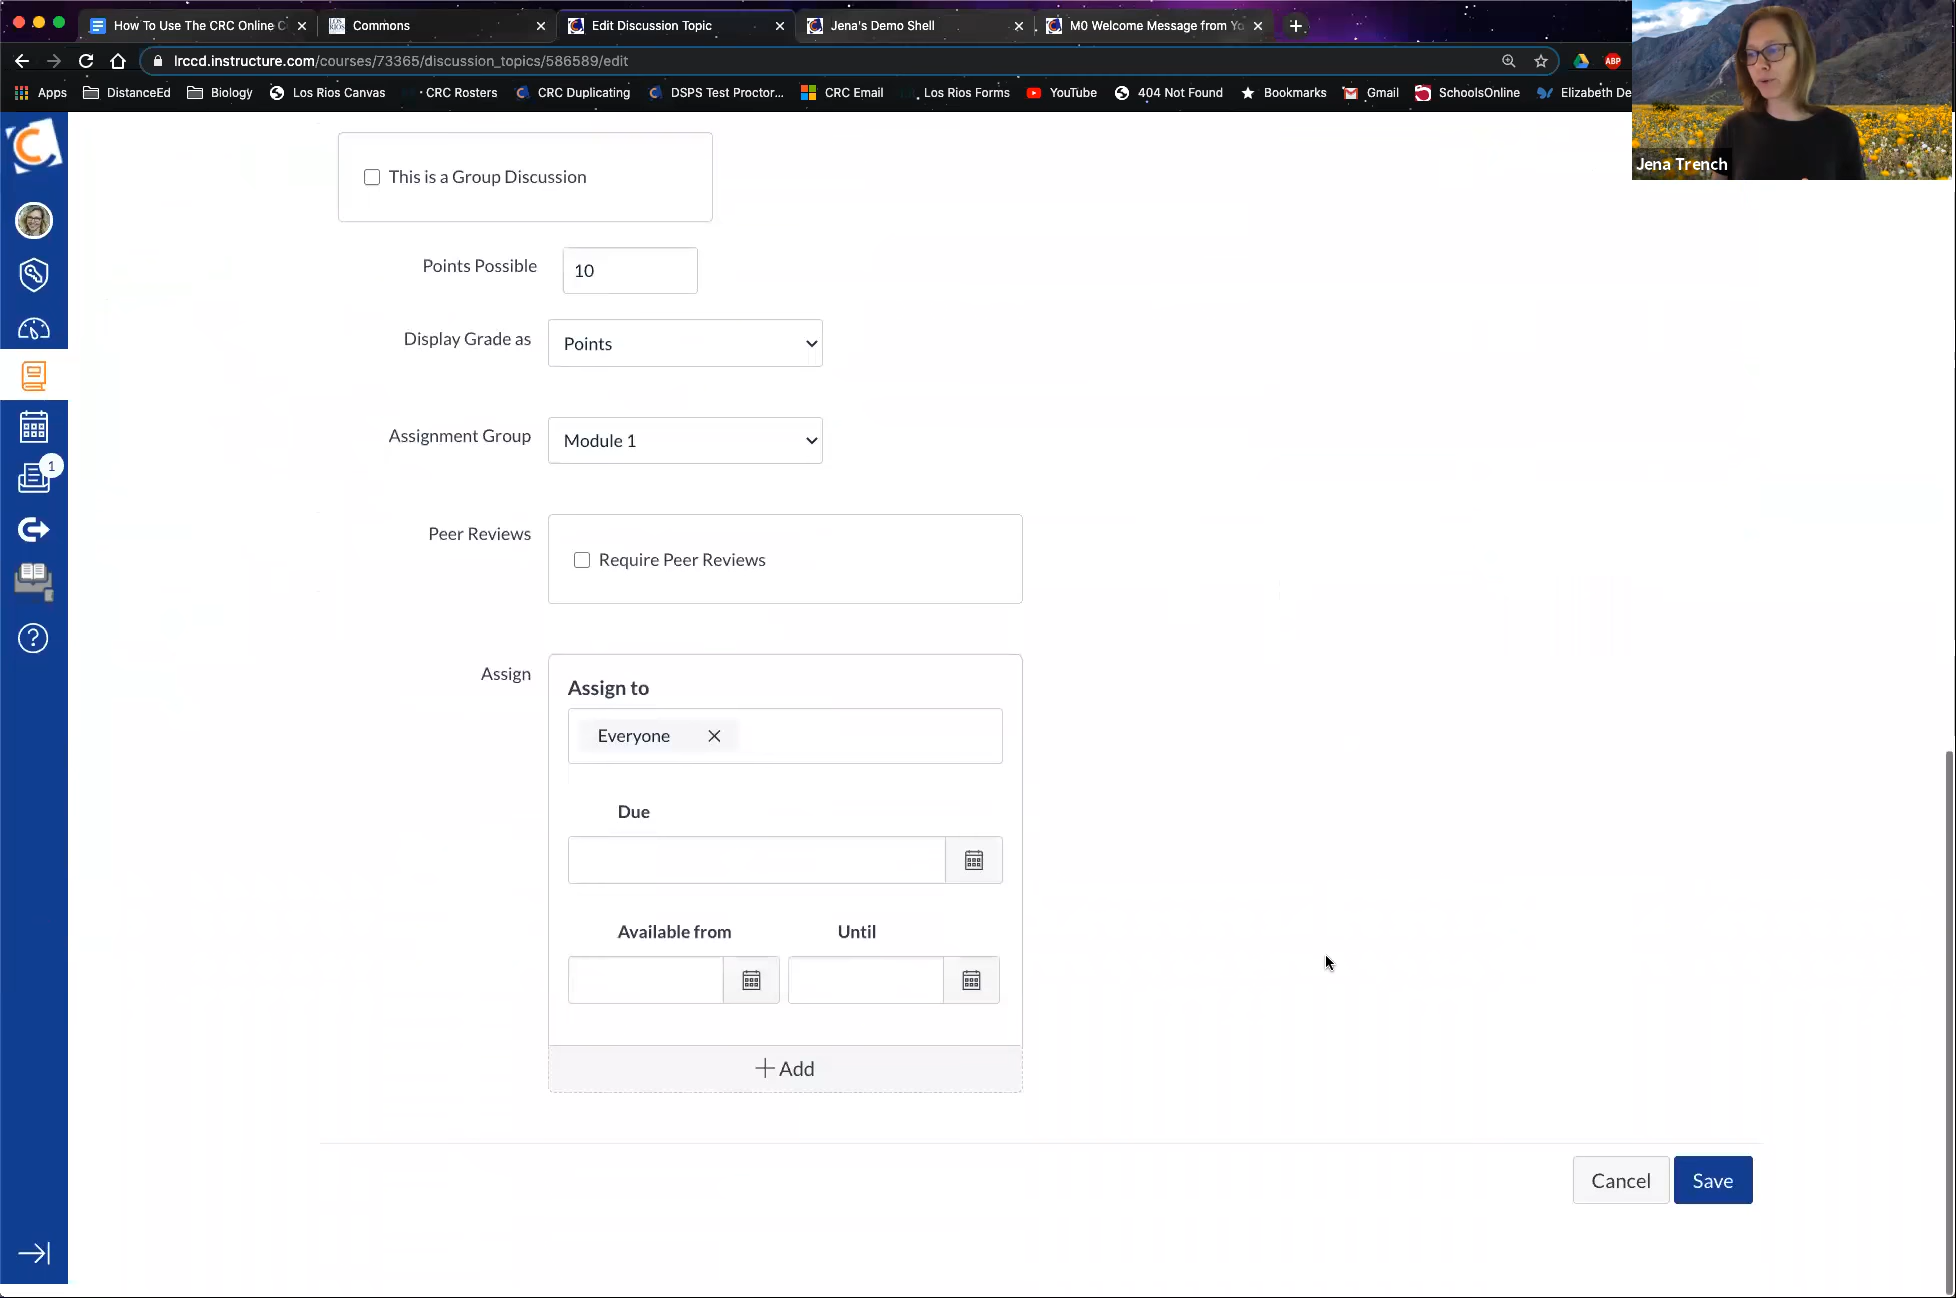 How To Use The CRC Online C
Commons
Edit Discussion Topic
Jena's Demo Shell
M0 Welcome Message from Yo
lrccd.instructure.com/courses/73365/discussion_topics/586589/edit
ABP
Apps
DistanceEd
Biology
Los Rios Canvas
CRC Rosters
CRC Duplicating
DSPS Test Proctor...
CRC Email
Los Rios Forms
YouTube
404 Not Found
Bookmarks
Gmail
SchoolsOnline
Elizabeth De
Jena Trench
This is a Group Discussion
Points Possible
10
Display Grade as
Points
Assignment Group
Module 1
1
Peer Reviews
Require Peer Reviews
Assign
Assign to
Everyone
Due
Available from
Until
Add
Cancel
Save